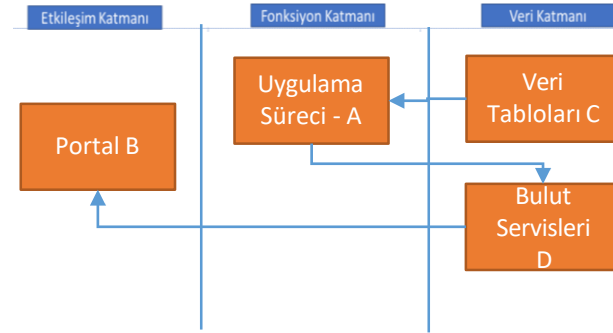 Etkileşim Katmanı
Fonksiyon Katmanı
Veri Katmanı
Uygulama
Süreci - A
Veri
Tabloları C
Portal B
Bulut
Servisleri
D